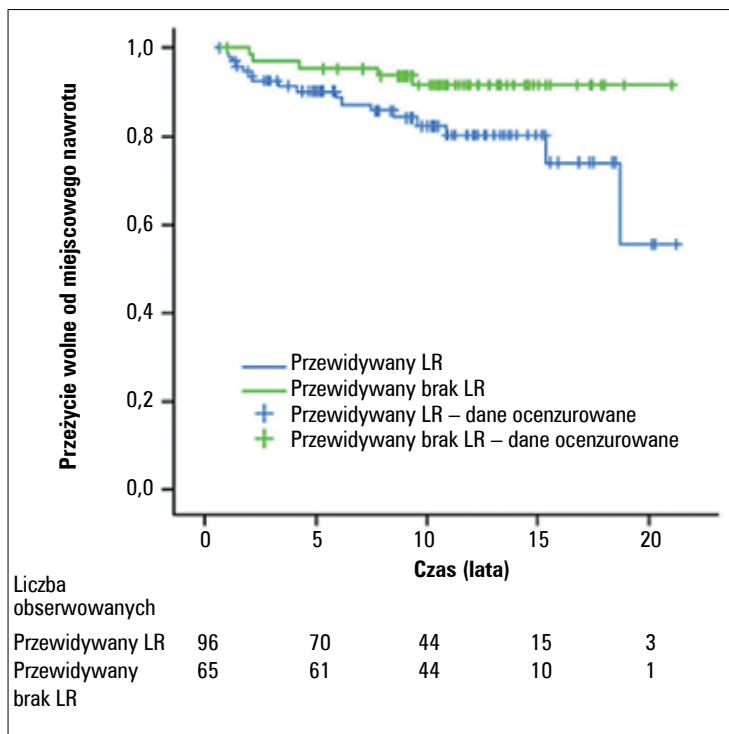 Przeżycie wolne od miejscowego nawrotu
1,0
0,8
0,6
0,4
0,2
0,0
Przewidywany LR
Przewidywany brak LR
Przewidywany LR – dane ocenzurowane
Przewidywany brak LR – dane ocenzurowane
0 5 10 15 20
Czas (lata)
Liczba
obserwowanych
Przewidywany LR 96 70 44 15 3
Przewidywany 65 61 44 10 1
brak LR